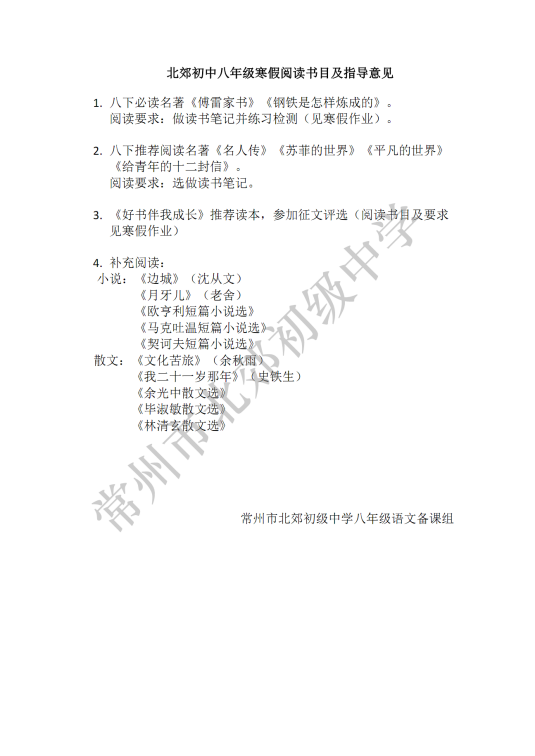 北郊初中八年级寒假阅读书目及指导意见
1. 八下必读名著《傅雷家书》《钢铁是怎样炼成的》。
阅读要求：做读书笔记并练习检测（见寒假作业）。
2. 八下推荐阅读名著《名人传》《苏菲的世界》《平凡的世界》
《给青年的十二封信》。
阅读要求：选做读书笔记。
3. 《好书伴我成长》推荐读本，参加征文评选（阅读书目及要求
见寒假作业）
4. 补充阅读：
小说：《边城》（沈从文）
《月牙儿》（老舍）
《欧亨利短篇小说选》
《马克吐温短篇小说选》
《契诃夫短篇小说选》
散文：《文化苦旅》（余秋雨）
《我二十一岁那年》（史铁生）
《余光中散文选》
《毕淑敏散文选》
《林清玄散文选》
常州市北郊初级中学八年级语文备课组
常州市北郊初级中学